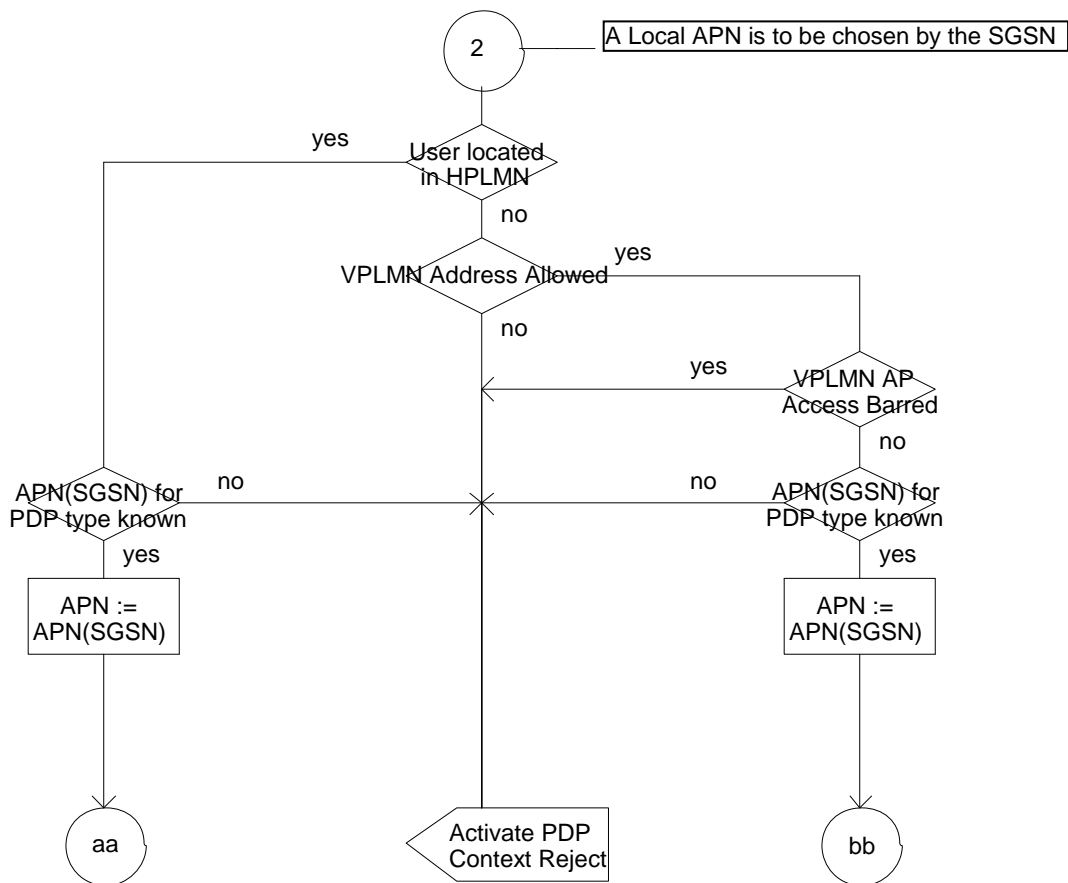 2
A Local APN is to be chosen by the SGSN
yes
User located
in HPLMN
no
VPLMN Address Allowed
yes
no
yes
VPLMN AP
Access Barred
no
APN(SGSN) for
PDP type known
no
no
APN(SGSN) for
PDP type known
yes
yes
APN :=
APN(SGSN)
APN :=
APN(SGSN)
aa
Activate PDP
Context Reject
bb